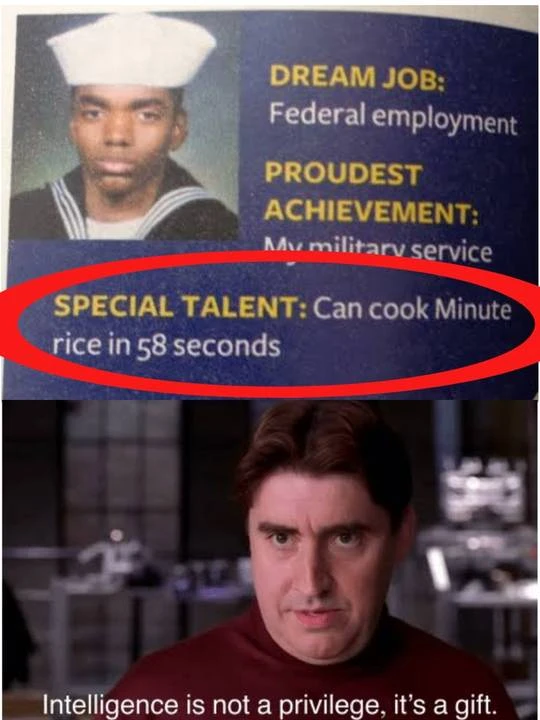 DREAM JOB:
Federal employment
PROUDEST
ACHIEVEMENT:
My military service
SPECIAL TALENT: Can cook Minute
rice in 58 seconds
Intelligence is not a privilege, it's a gift.